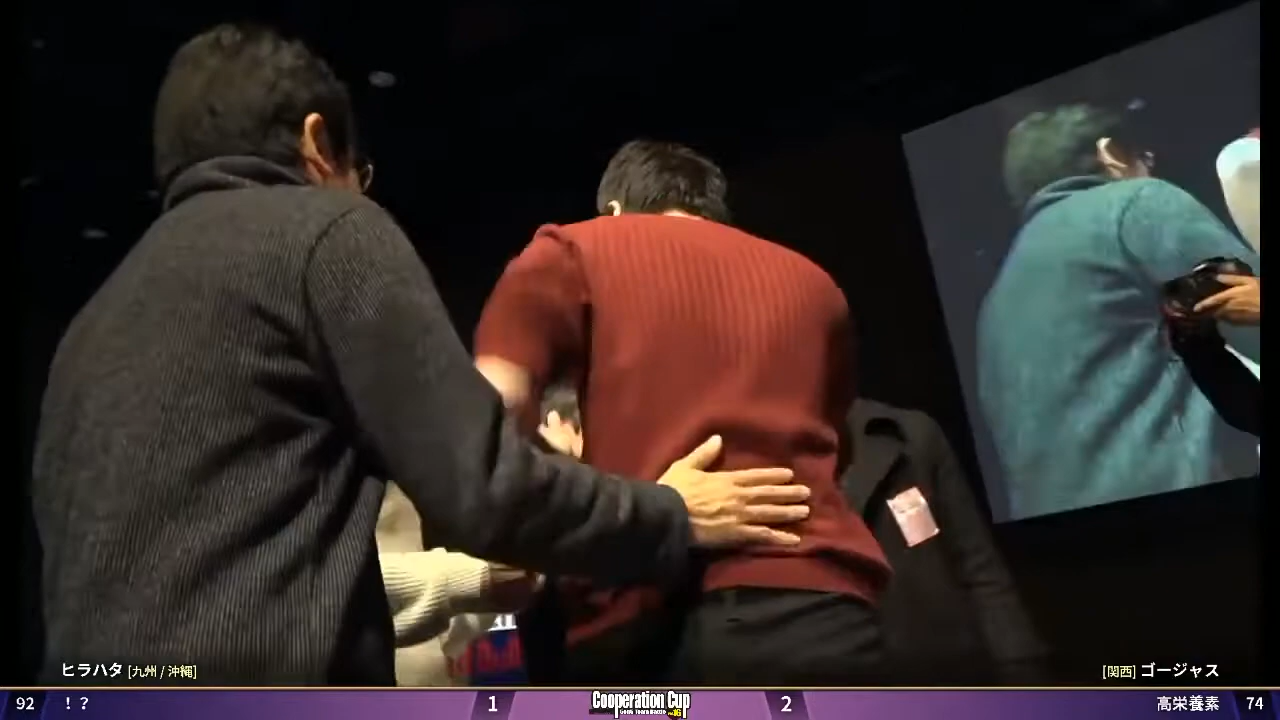 ヒラハタ [九州 / 沖縄]
[関西] ゴージャス
92 ！？ 1 Cooperation Cup 2 高栄養素 74